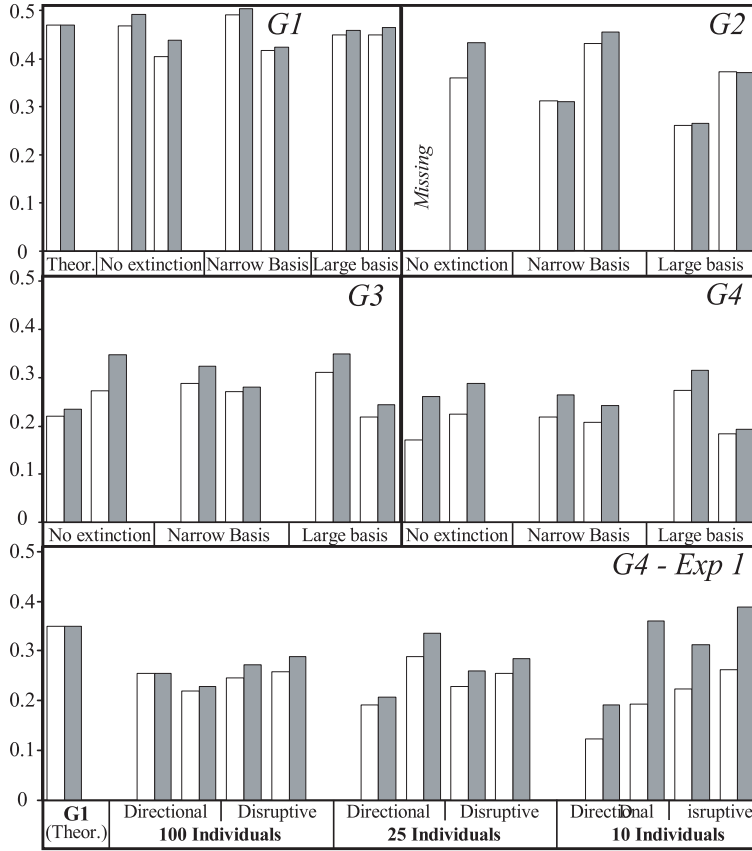 0.5
G1
G2
0.4
0.3
0.2
Missing
0.1
0
Theor. No extinction Narrow Basis Large basis No extinction Narrow Basis Large basis
0.5
G3
G4
0.4
0.3
0.2
0.1
0
No extinction Narrow Basis Large basis No extinction Narrow Basis Large basis
0.5
G4 - Exp 1
0.4
0.3
0.2
0.1
0
G1 Directional Disruptive Directional Disruptive Directional Disruptive
(Theor.) 100 Individuals 25 Individuals 10 Individuals